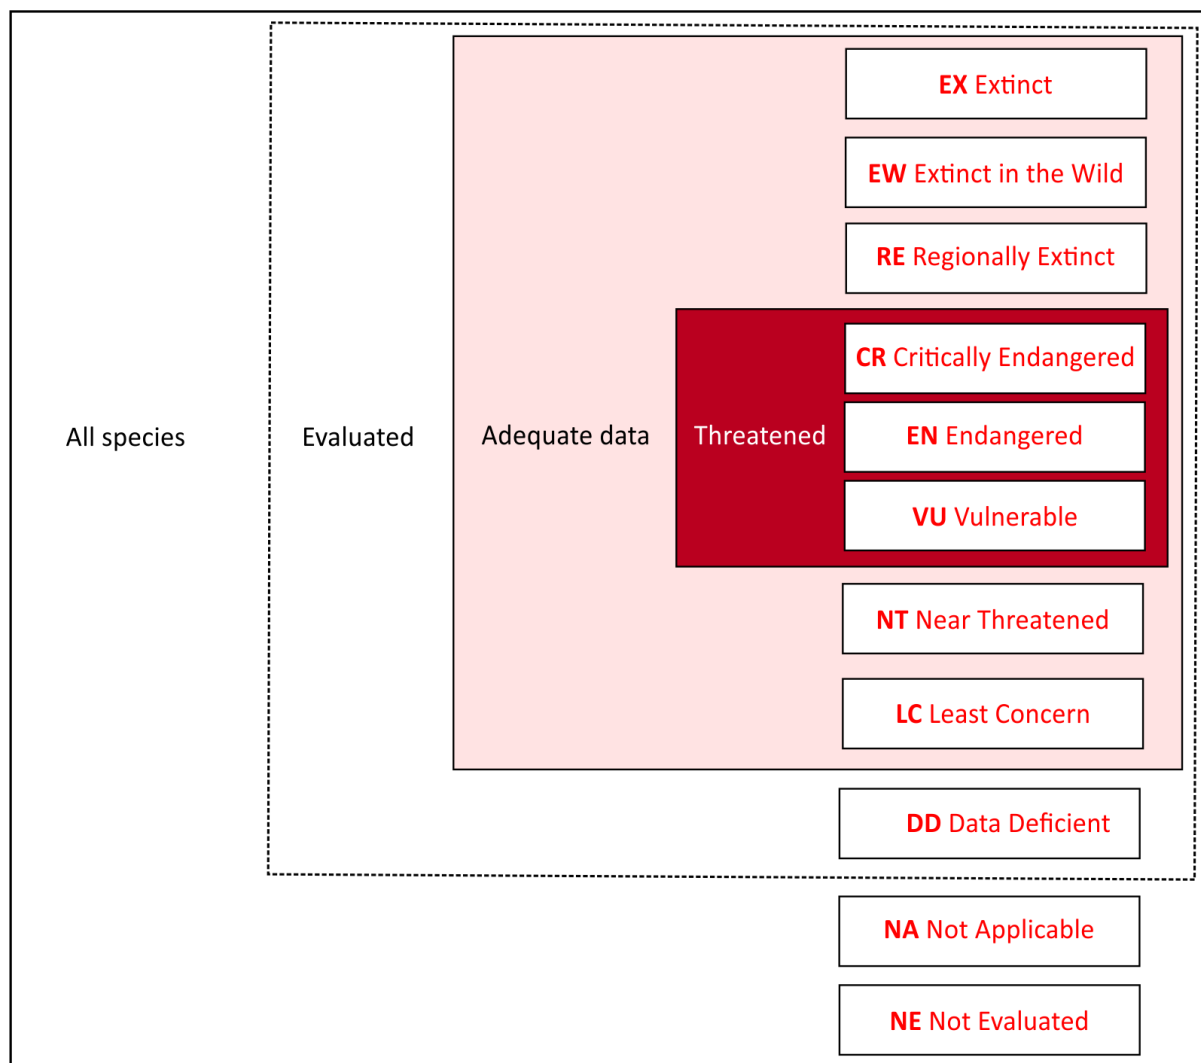 EX Extinct
EW Extinct in the Wild
RE Regionally Extinct
CR Critically Endangered
All species
Evaluated
Adequate data
Threatened
EN Endangered
VU Vulnerable
NT Near Threatened
LC Least Concern
DD Data Deficient
NA Not Applicable
NE Not Evaluated